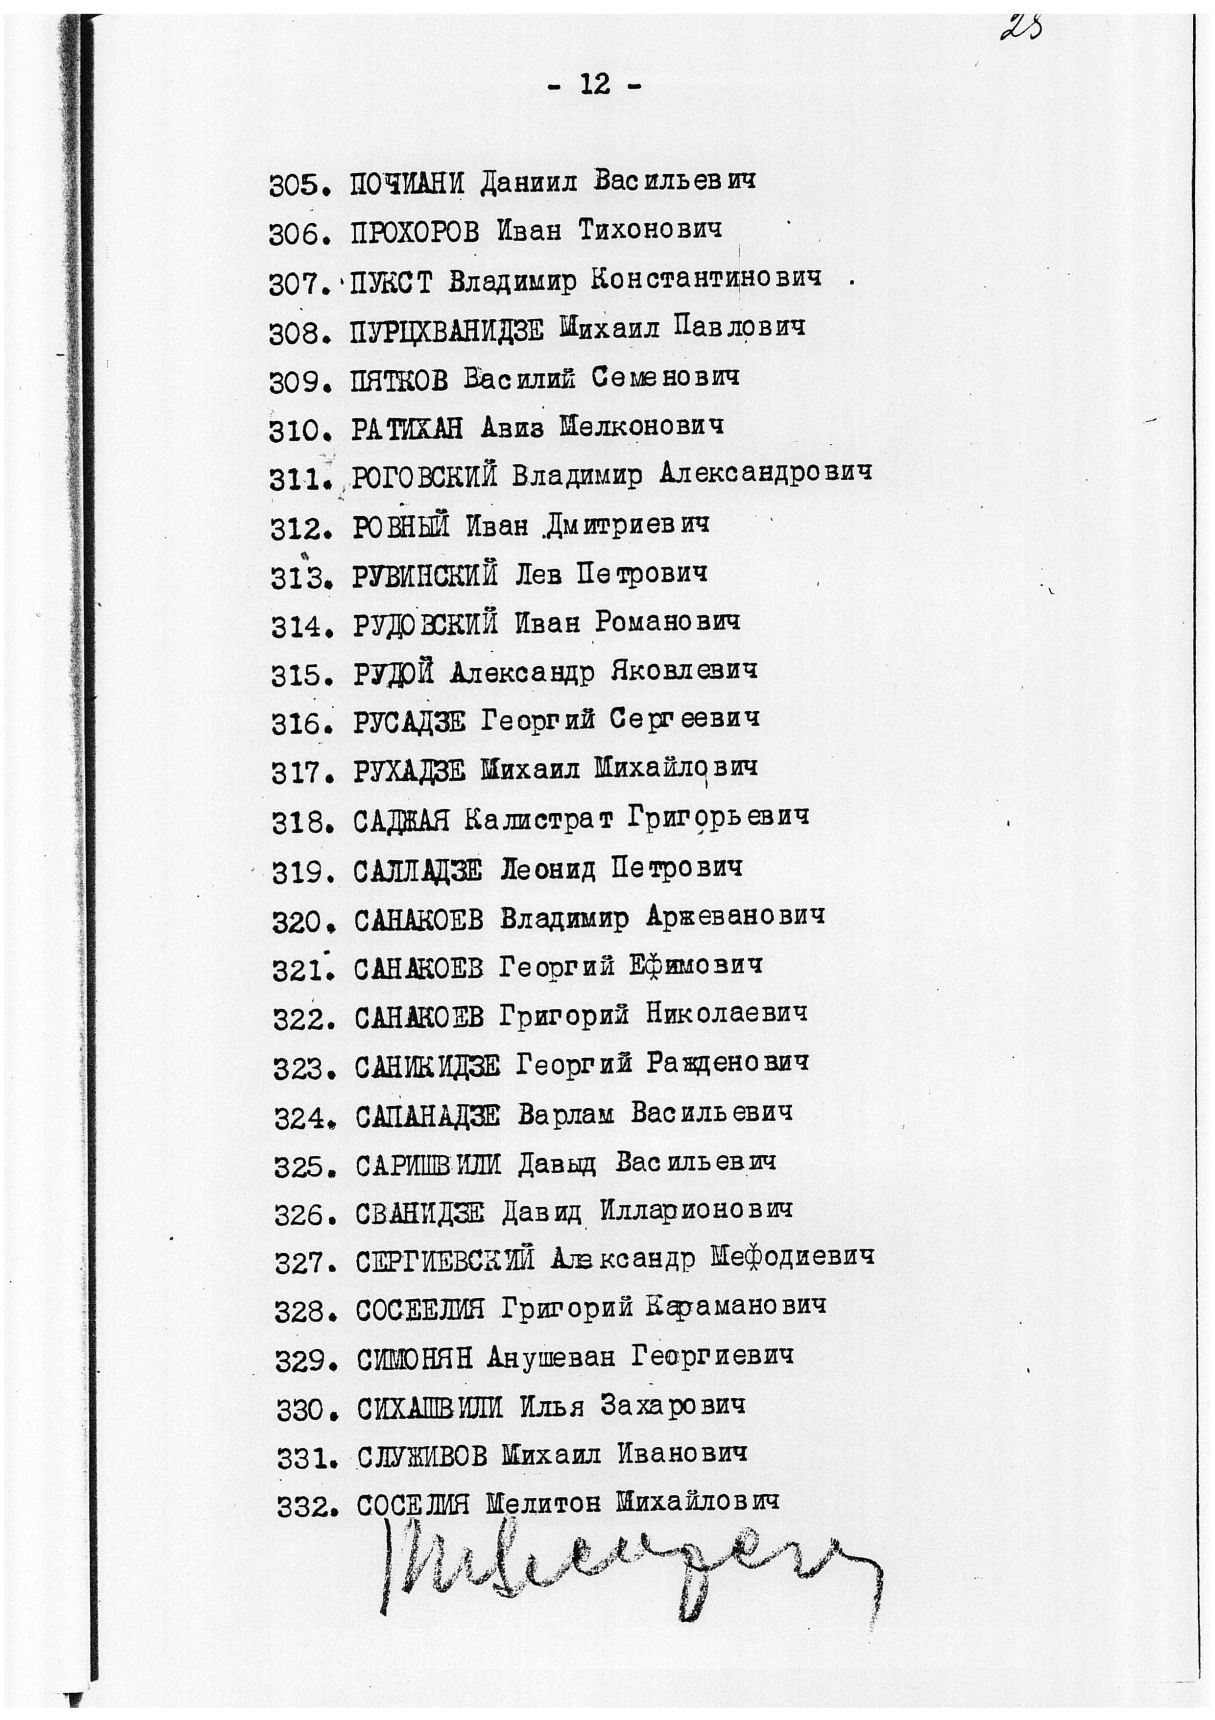 28
- 12 -
305. ПОЧИАНИ Даниил Васильевич
306. ПРОХОРОВ Иван Тихонович
307. ПУКСТ Владимир Константинович
308. ПУРЦХВАНИДЗЕ Михаил Павлович
309. ПЯТКОВ Василий Семенович
310. РАТИХАН Авиз Мелконович
311. РОГОВСКИЙ Владимир Александрович
312. РОВНЫЙ Иван Дмитриевич
313. РУВИНСКИЙ Лев Петрович
314. РУДОВСКИЙ Иван Романович
315. РУДОЙ Александр Яковлевич
316. РУСАДЗЕ Георгий Сергеевич
317. РУХАДЗЕ Михаил Михайлович
318. САДЖАЯ Калистрат Григорьевич
319. САЛЛАДЗЕ Леонид Петрович
320. САНАКОЕВ Владимир Аржеванович
321. САНАКОЕВ Георгий Ефимович
322. САНАКОЕВ Григорий Николаевич
323. САНИКИДЗЕ Георгий Ражденович
324. САПАНАДЗЕ Варлам Васильевич
325. САРИШВИЛИ Давыд Васильевич
326. СВАНИДЗЕ Давид Илларионович
327. СЕРГИЕВСКИЙ Александр Мефодиевич
328. СОСЕЕЛИЯ Григорий Караманович
329. СИМОНЯН Анушеван Георгиевич
330. СИХАШВИЛИ Илья Захарович
331. СЛУЖИВОВ Михаил Иванович
332. СОСЕЛИЯ Мелитон Михайлович